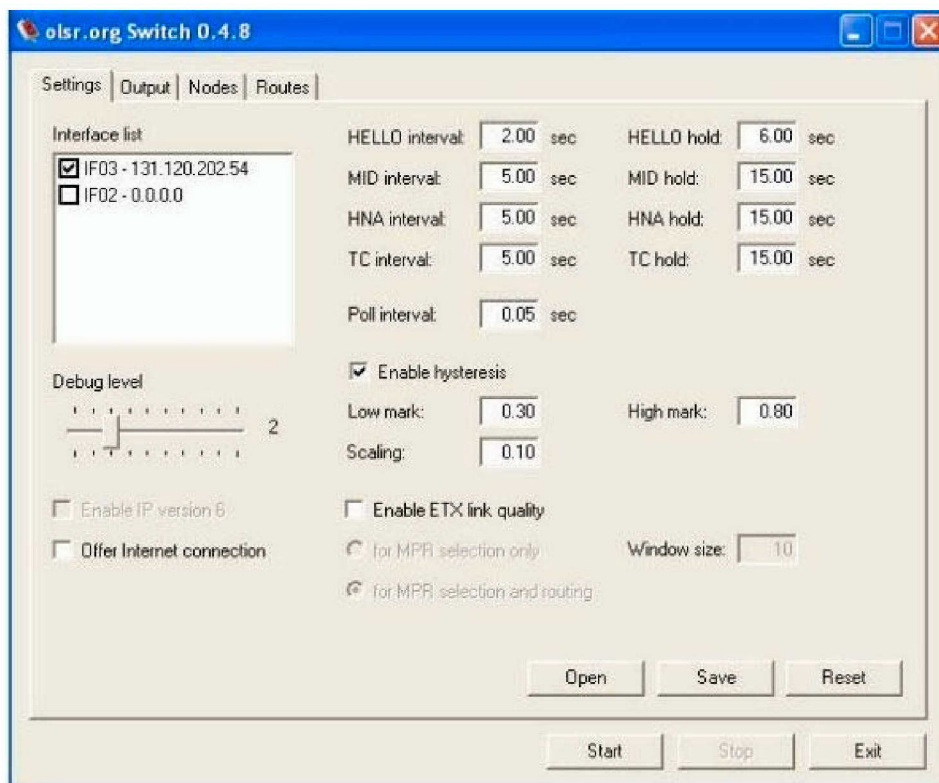 olsr.org Switch 0.4.8
Settings Output Nodes Routes
Interface list
IF03 - 131.120.202.54
IF02 - 0.0.0.0
Debug level
2
Enable IP version 6
Offer Internet connection
HELLO interval: 2.00 sec HELLO hold: 6.00 sec
MID interval: 5.00 sec MID hold: 15.00 sec
HNA interval: 5.00 sec HNA hold: 15.00 sec
TC interval: 5.00 sec TC hold: 15.00 sec
Poll interval: 0.05 sec
Enable hysteresis
Low mark: 0.30 High mark: 0.80
Scaling: 0.10
Enable ETX link quality
for MPR selection only Window size: 10
for MPR selection and routing
Open Save Reset
Start Stop Exit